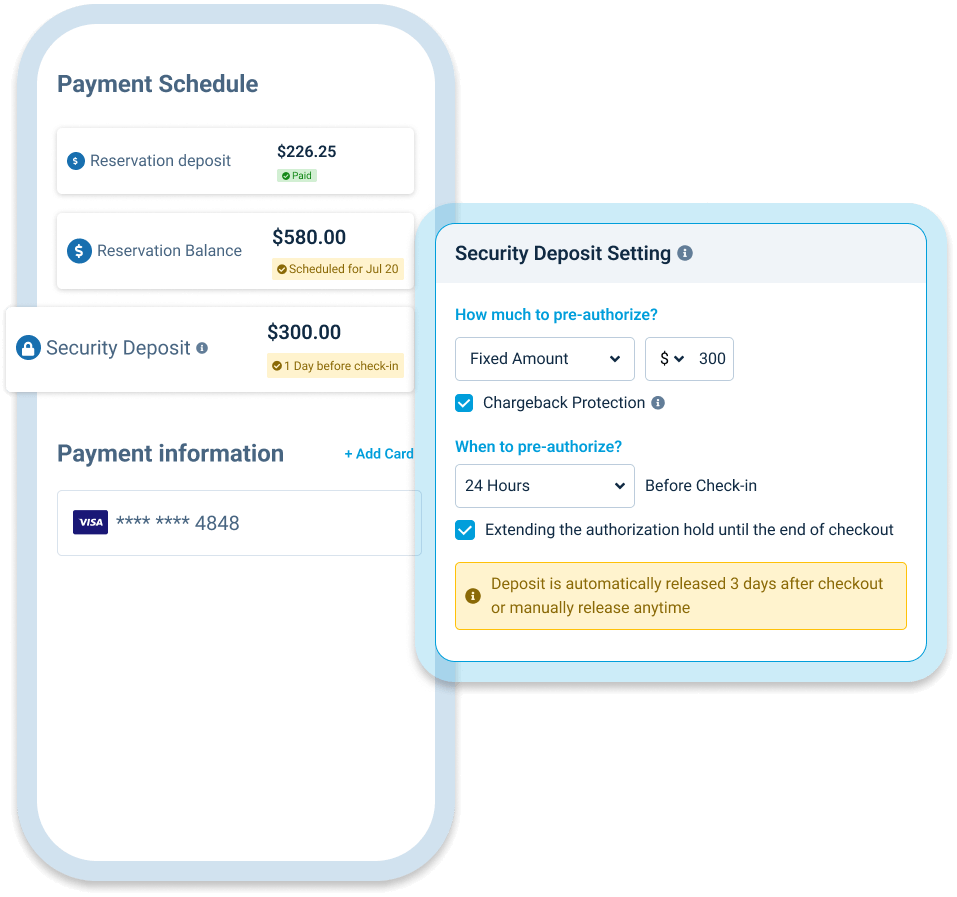 Payment Schedule
Reservation deposit
$226.25
Paid
Reservation Balance
$580.00
Scheduled for Jul 20
Security Deposit
$300.00
1 Day before check-in
Payment information
+ Add Card
VISA
**** **** 4848
Security Deposit Setting
How much to pre-authorize?
Fixed Amount
$ 300
Chargeback Protection
When to pre-authorize?
24 Hours
Before Check-in
Extending the authorization hold until the end of checkout
Deposit is automatically released 3 days after checkout
or manually release anytime